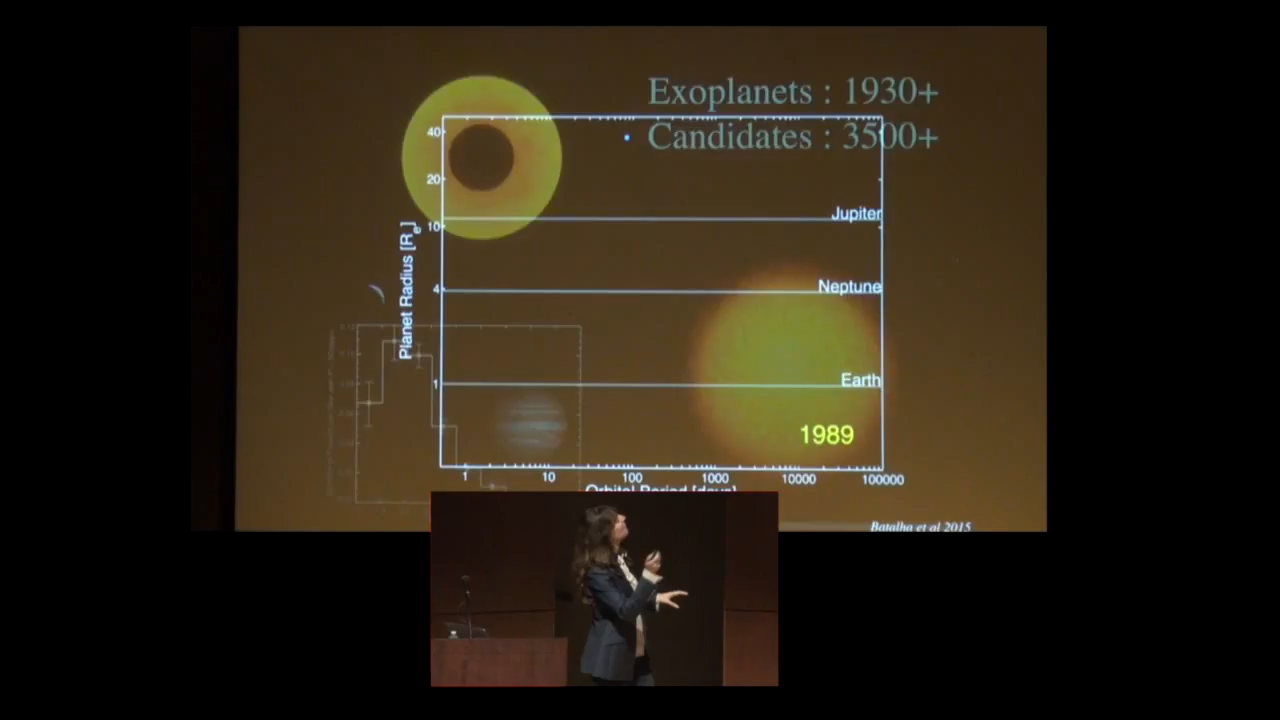 Exoplanets : 1930+
Candidates : 3500+
40
20
10
4
1
Planet Radius [Re]
Jupiter
Neptune
Earth
1989
1 10 100 1000 10000 100000
Orbital Period [days]
Batalha et al 2015